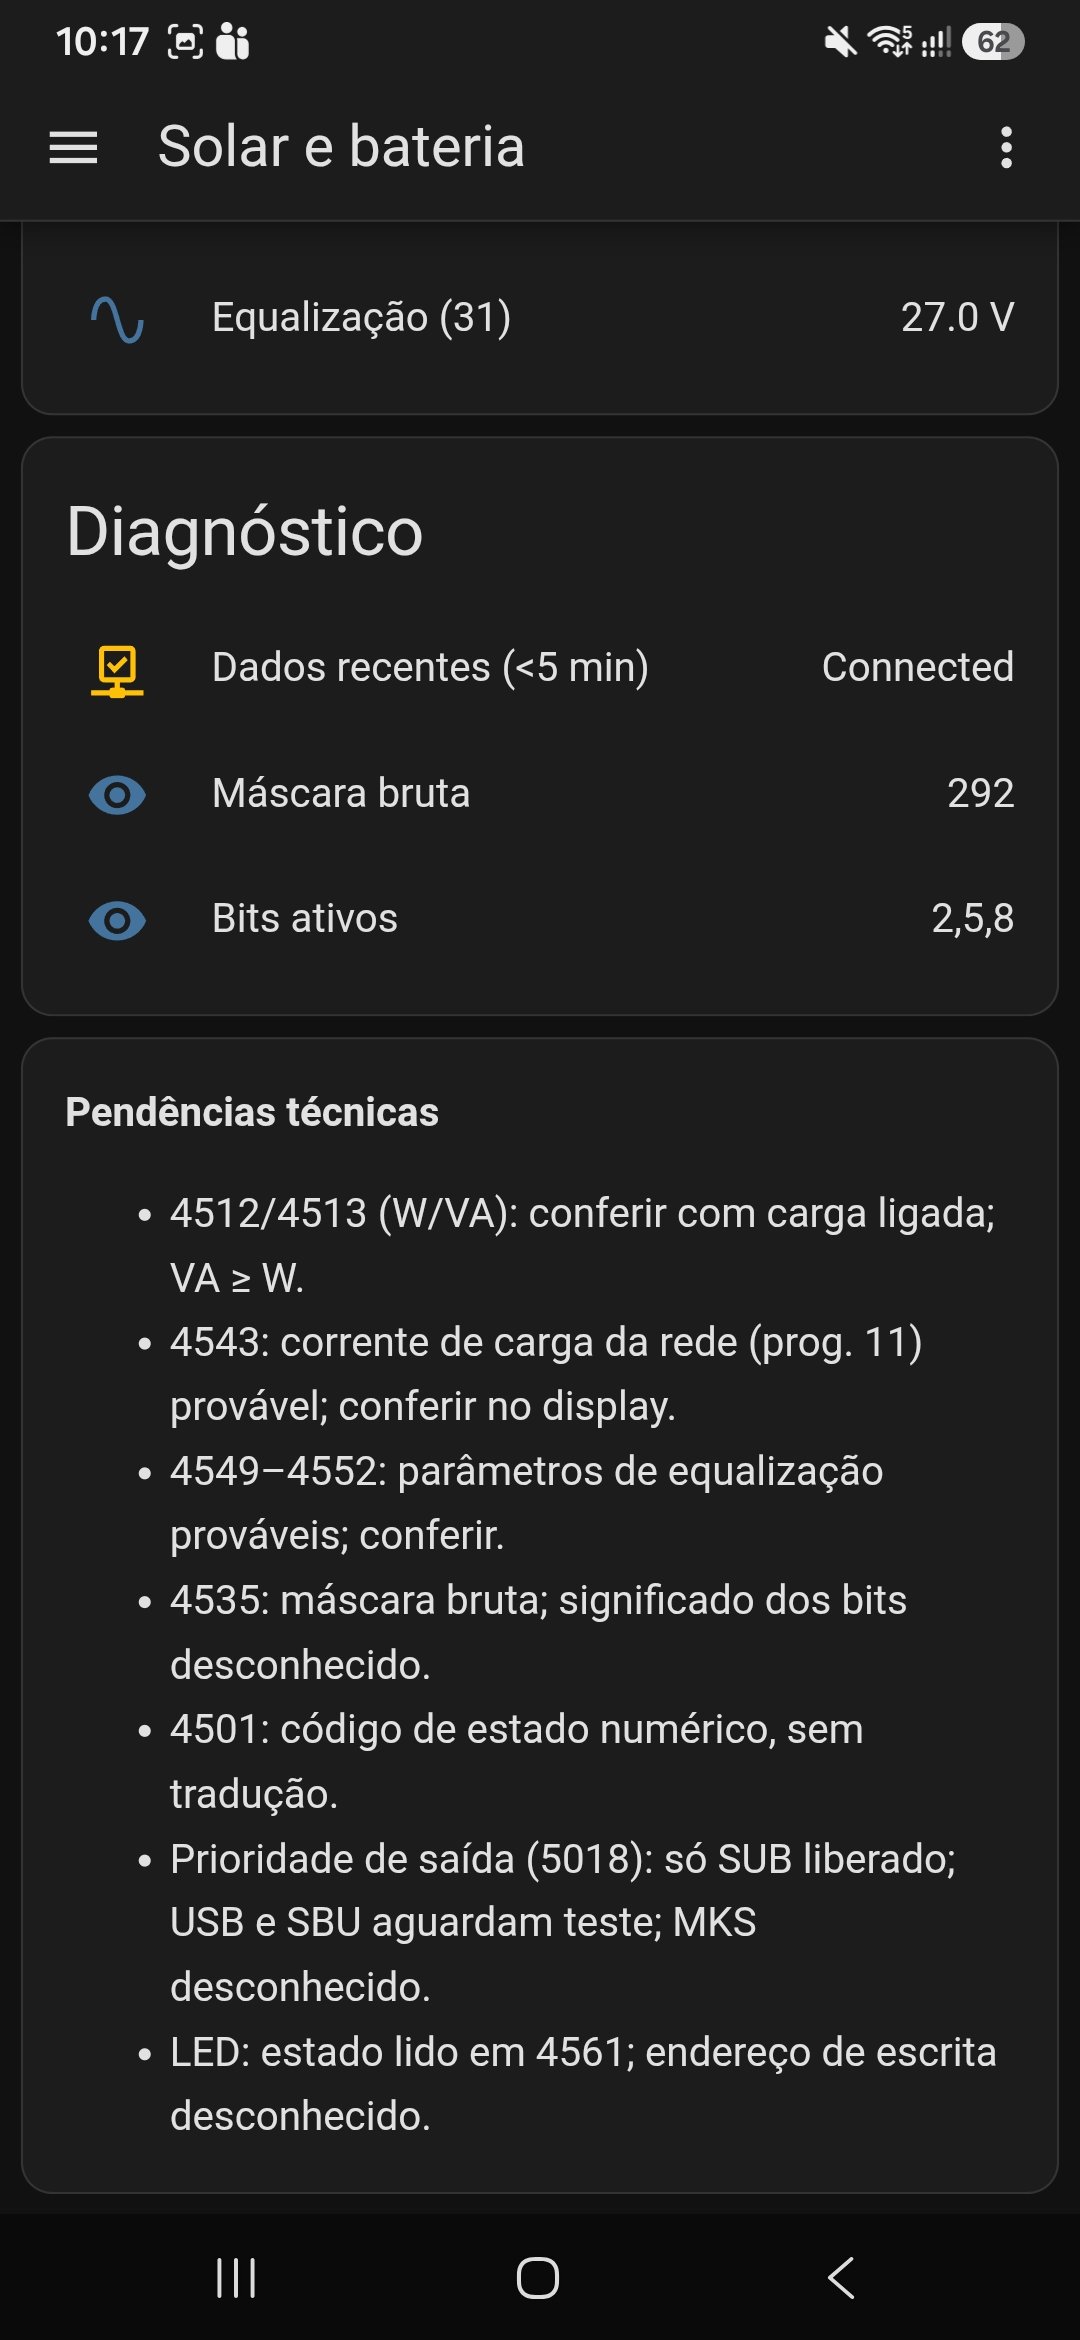 10:17
5
62
Solar e bateria
Equalização (31) 27.0 V
Diagnóstico
Dados recentes (<5 min) Connected
Máscara bruta 292
Bits ativos 2,5,8
Pendências técnicas
• 4512/4513 (W/VA): conferir com carga ligada;
VA ≥ W.
• 4543: corrente de carga da rede (prog. 11)
provável; conferir no display.
• 4549–4552: parâmetros de equalização
prováveis; conferir.
• 4535: máscara bruta; significado dos bits
desconhecido.
• 4501: código de estado numérico, sem
tradução.
• Prioridade de saída (5018): só SUB liberado;
USB e SBU aguardam teste; MKS
desconhecido.
• LED: estado lido em 4561; endereço de escrita
desconhecido.